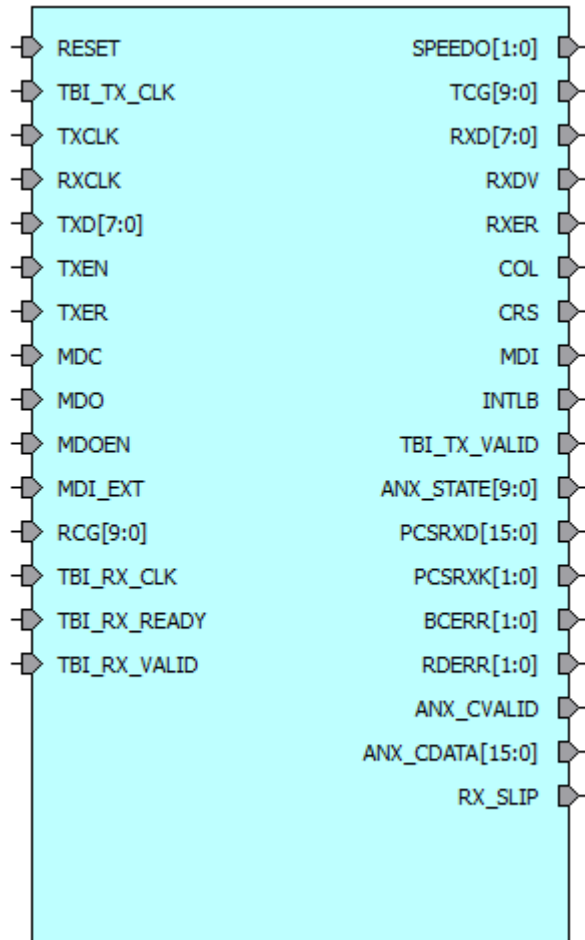 RESET
TBI_TX_CLK
TXCLK
RXCLK
TXD[7:0]
TXEN
TXER
MDC
MDO
MDOEN
MDI_EXT
RCG[9:0]
TBI_RX_CLK
TBI_RX_READY
TBI_RX_VALID
SPEEDO[1:0]
TCG[9:0]
RXD[7:0]
RXDV
RXER
COL
CRS
MDI
INTLB
TBI_TX_VALID
ANX_STATE[9:0]
PCSRXD[15:0]
PCSRXK[1:0]
BCERR[1:0]
RDERR[1:0]
ANX_CVALID
ANX_CDATA[15:0]
RX_SLIP